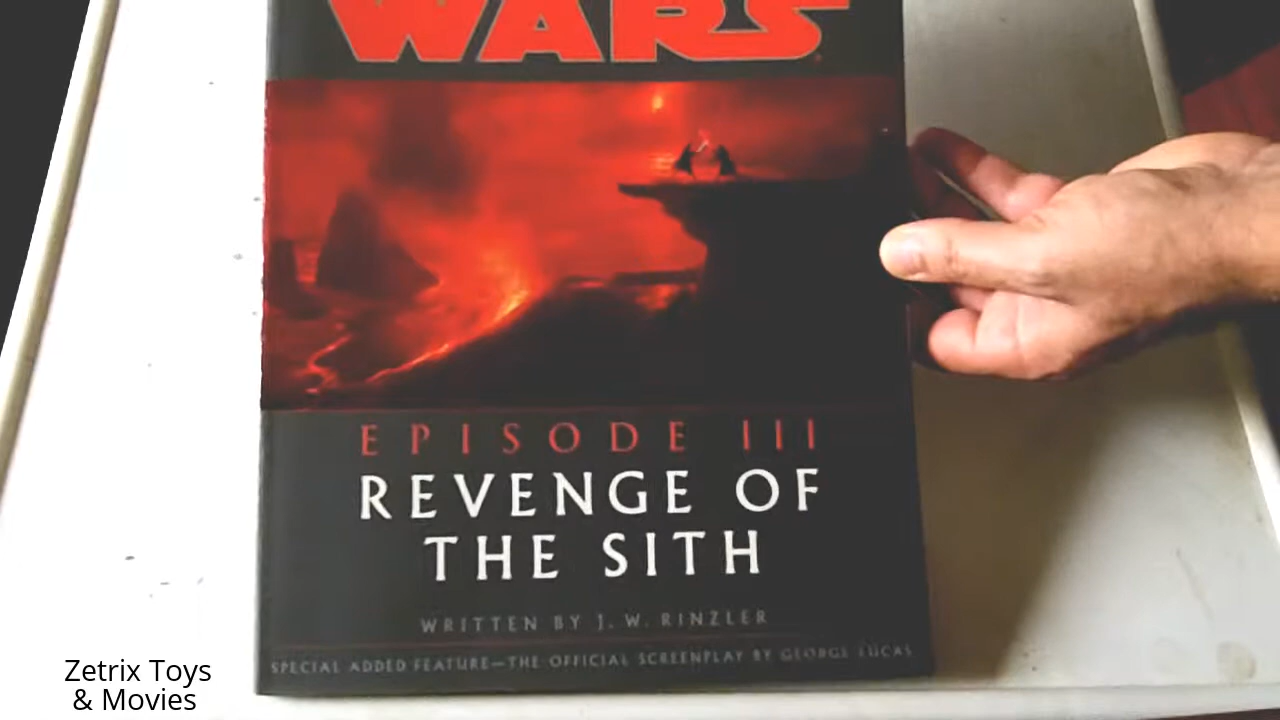 WARS
EPISODE III
REVENGE OF
THE SITH
WRITTEN BY J. W. RINZLER
SPECIAL ADDED FEATURE—THE OFFICIAL SCREENPLAY BY GEORGE LUCAS
Zetrix Toys
& Movies